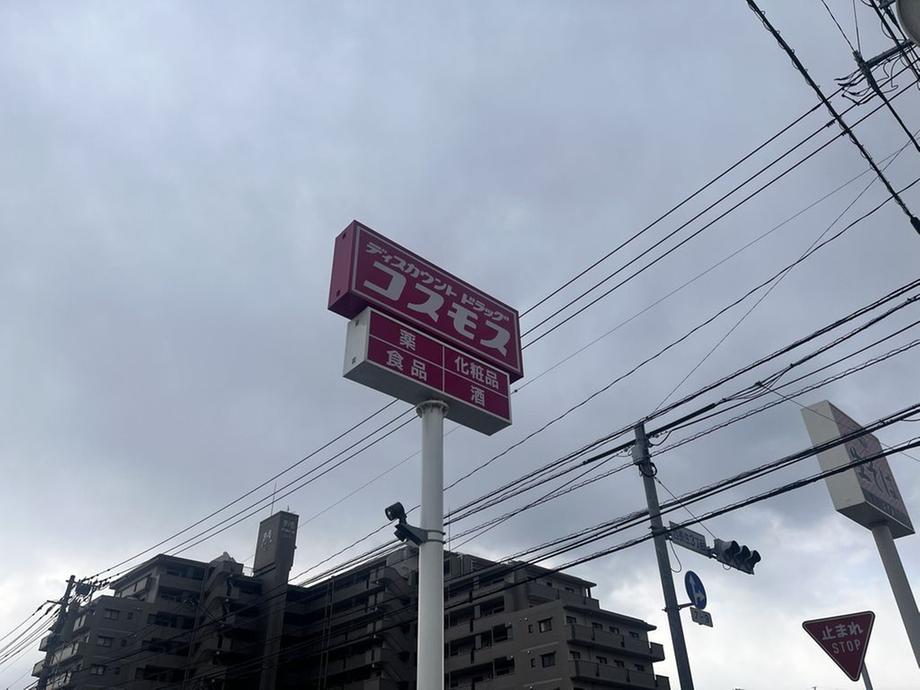 ディスカウント ドラッグ
コスモス
薬
化粧品
食品
酒
止まれ
STOP